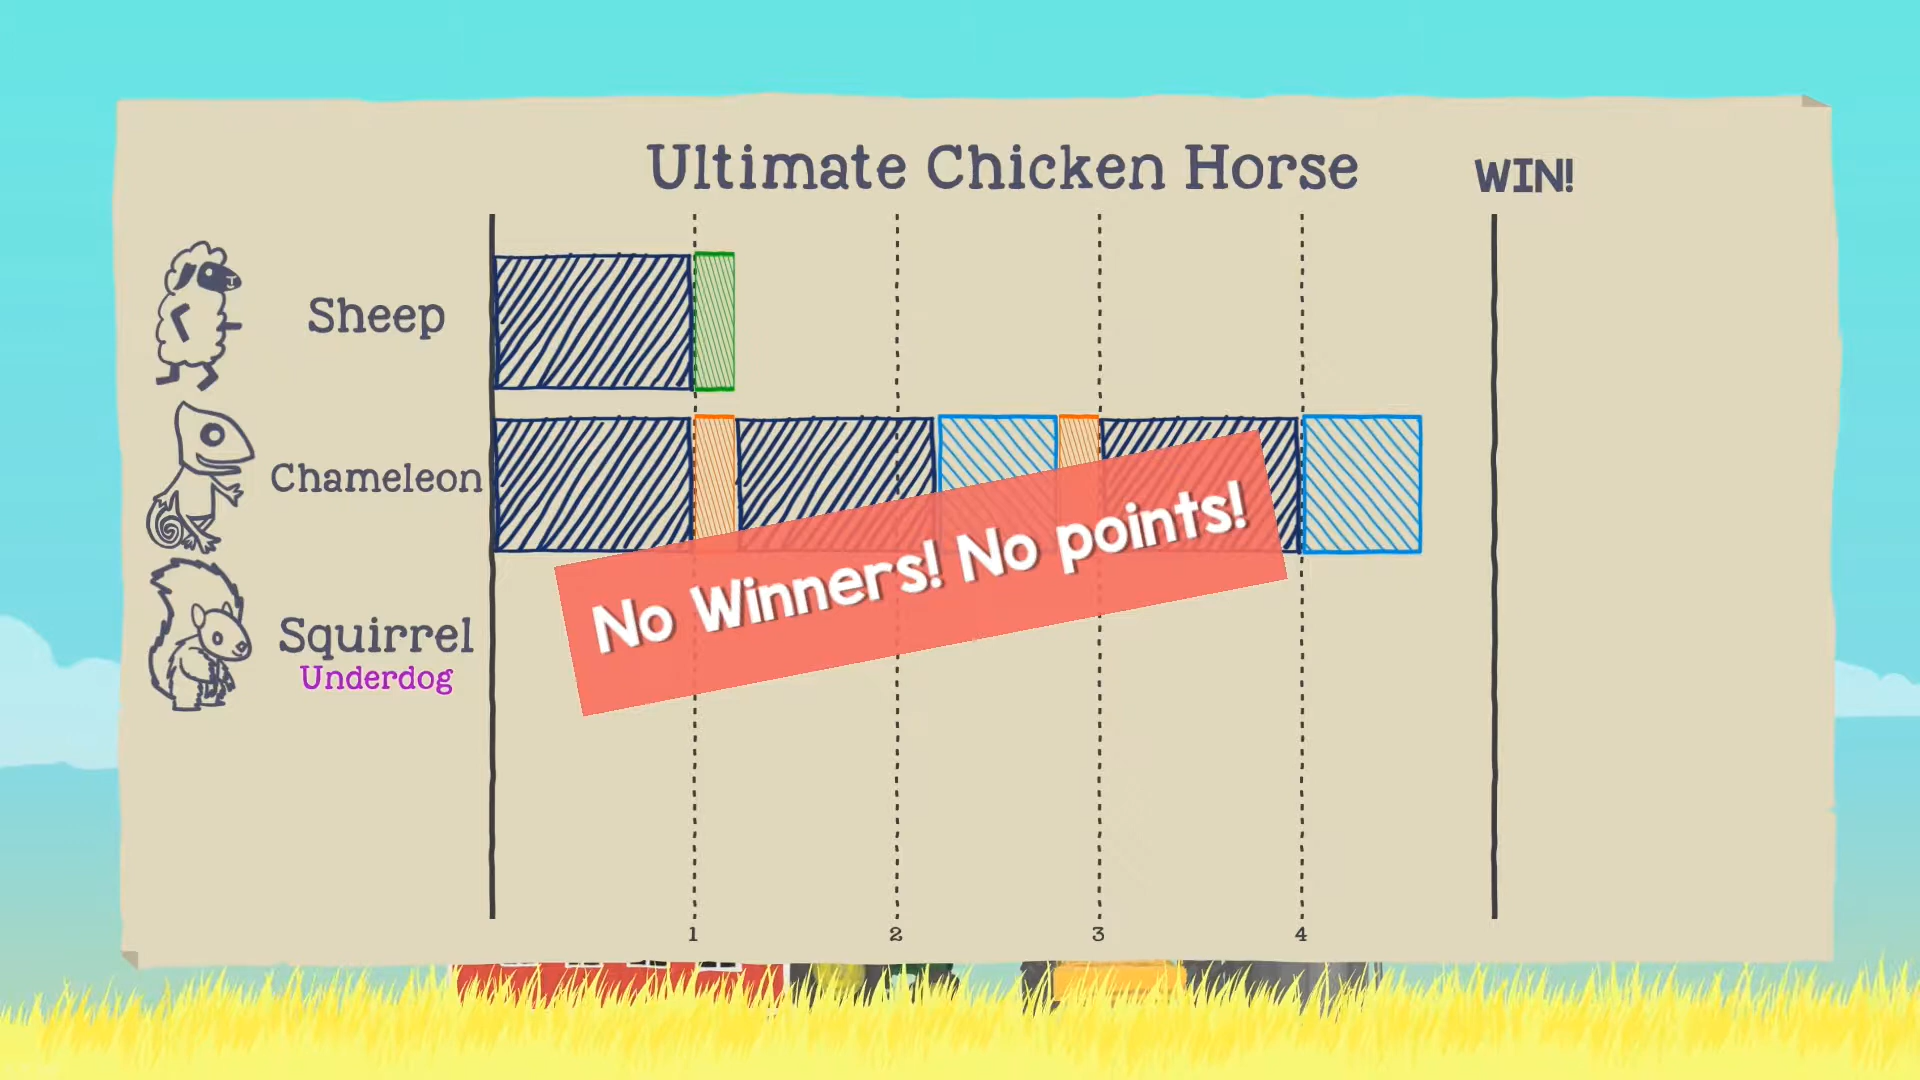 Ultimate Chicken Horse
WIN!
Sheep
Chameleon
No Winners! No points!
Squirrel
Underdog
1 2 3 4